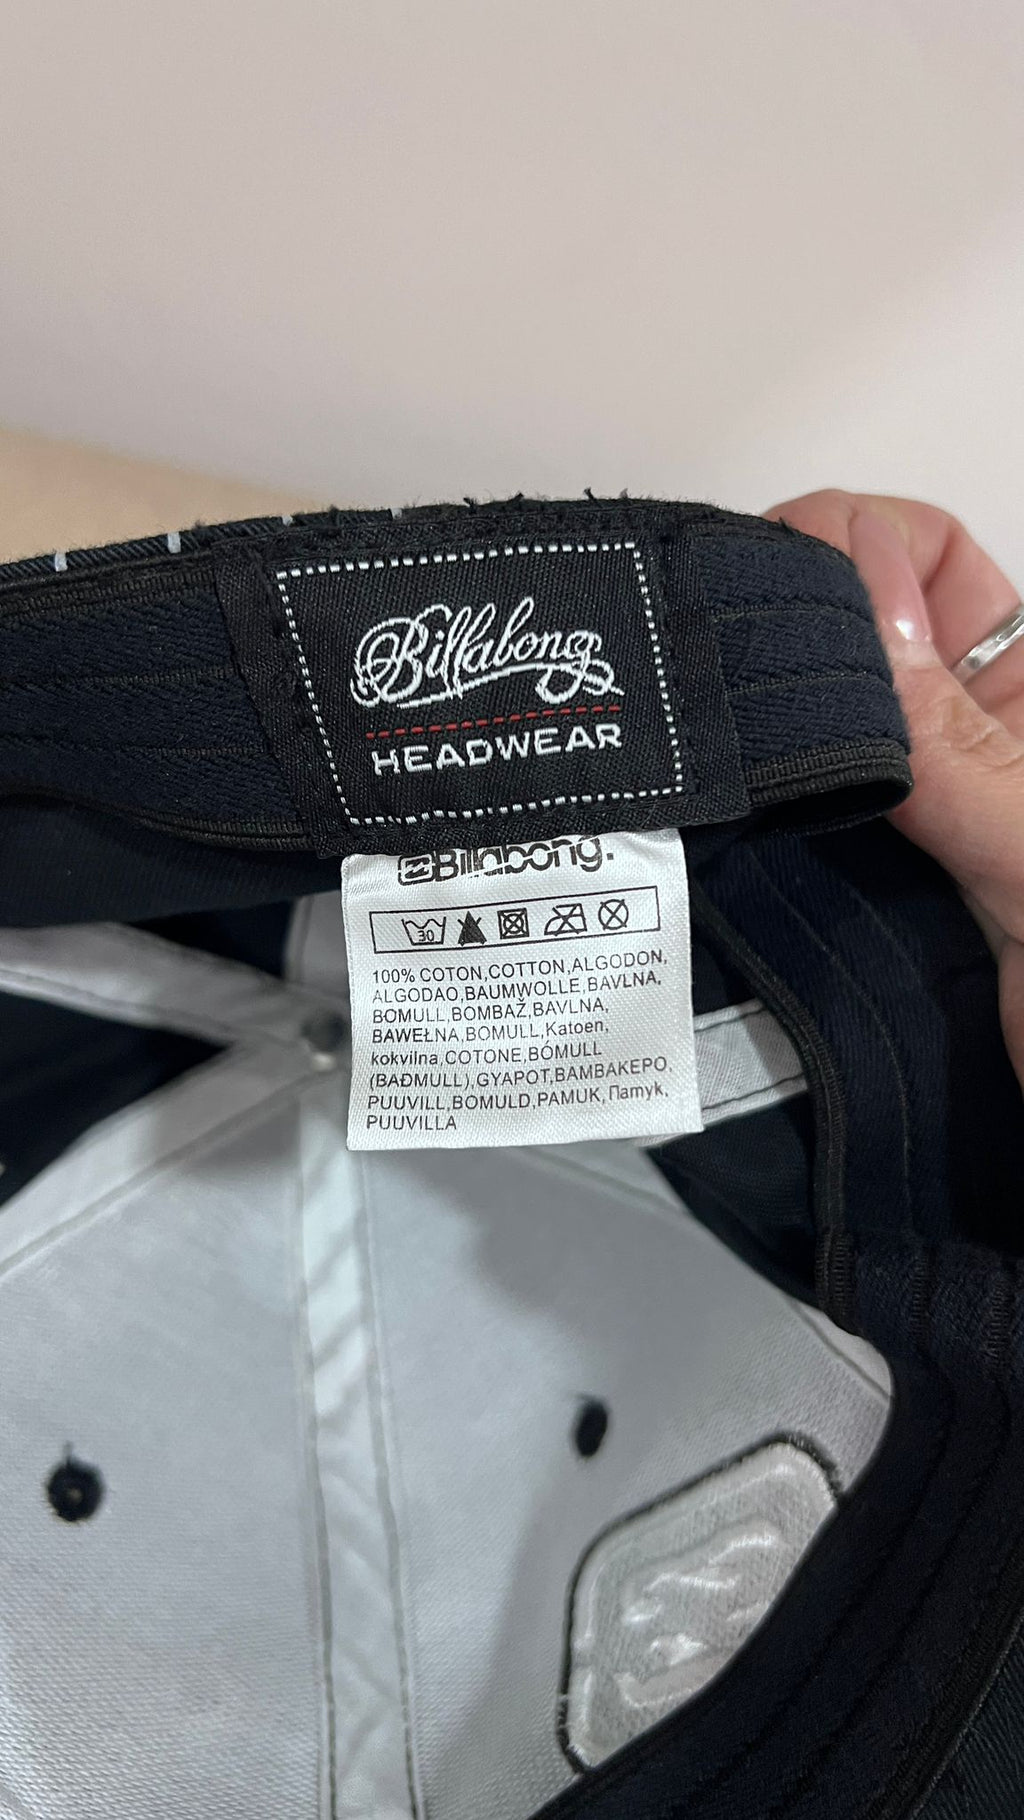 Billabong
HEADWEAR
Billabong.
30
100% COTON,COTTON,ALGODON,
ALGODAO,BAUMWOLLE,BAVLNA,
BOMULL,BOMBAŽ,BAVLNA,
BAWEŁNA,BOMULL,Katoen,
kokvilna,COTONE,BÓMULL
(BAĐMULL),GYAPOT,BAMBAKEPO,
PUUVILL,BOMULD,PAMUK,Памук,
PUUVILLA